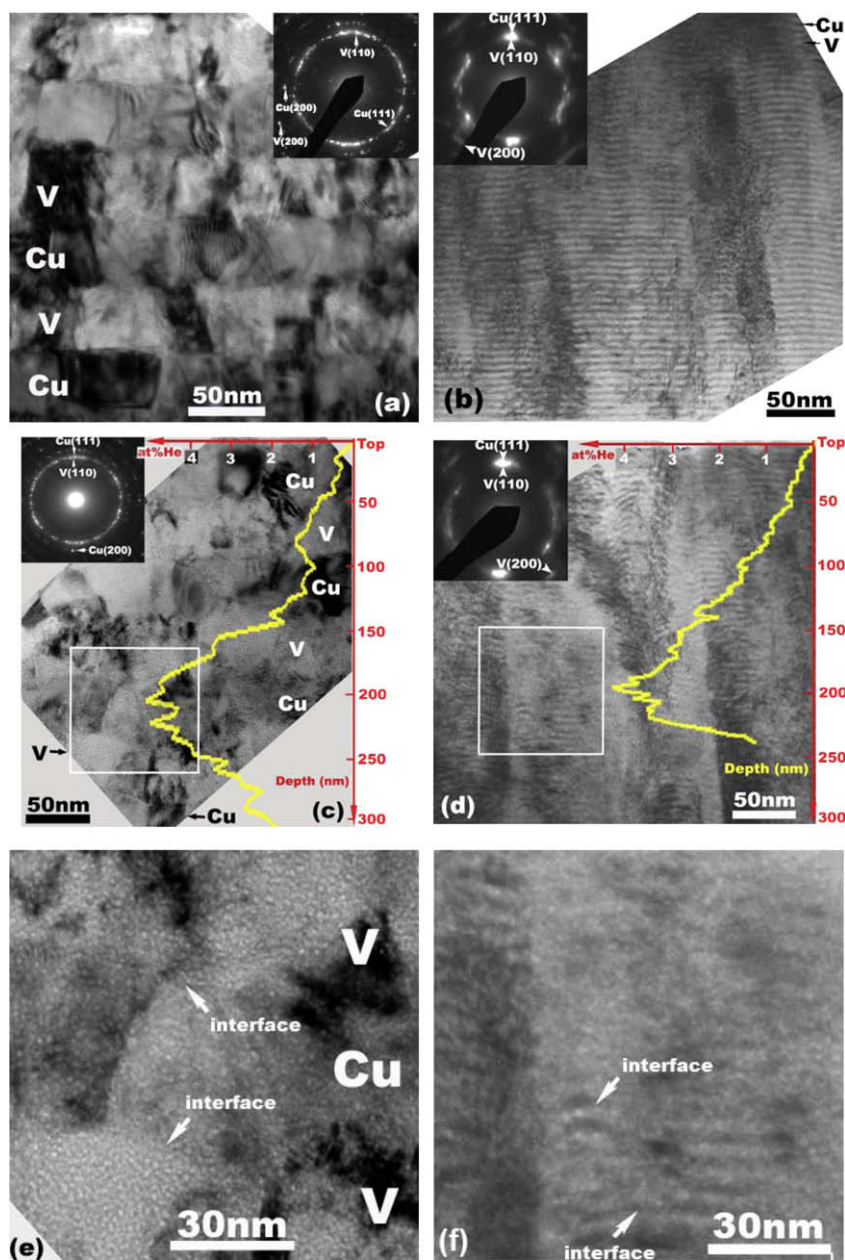 V(110)
Cu(200)
Cu(111)
V(200)
V
Cu
V
Cu
50nm
(a)
Cu(111)
V(110)
V(200)
Cu
V
(b)
50nm
Cu(111)
V(110)
Cu(200)
at%He
4 3 2 1
Top
50
100
150
200
250
300
Cu
V
Cu
V
Cu
V
Cu
Depth (nm)
50nm
(c)
Cu(111)
V(110)
V(200)
at%He
4 3 2 1
Top
50
100
150
200
250
300
Depth (nm)
(d)
50nm
V
interface
Cu
interface
V
(e)
30nm
interface
interface
(f)
30nm